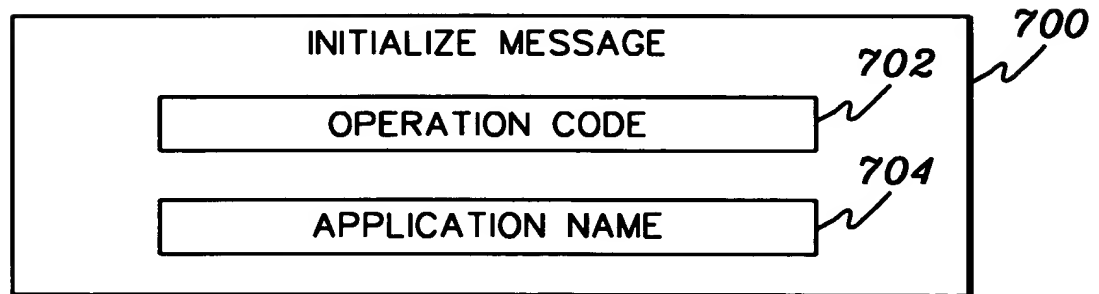 INITIALIZE MESSAGE
700
702
OPERATION CODE
704
APPLICATION NAME